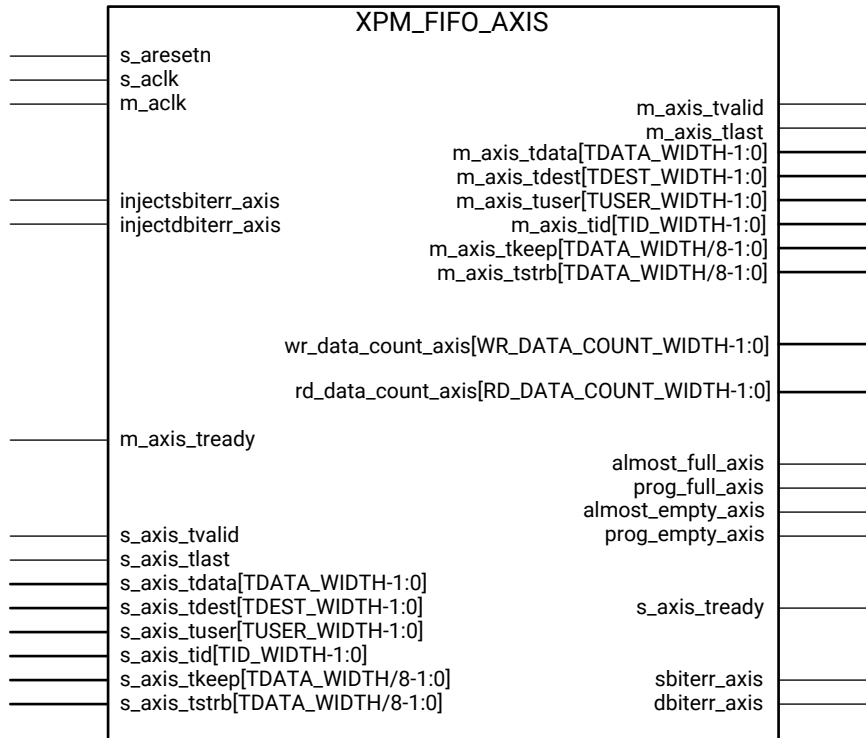 XPM_FIFO_AXIS
s_aresetn
s_aclk
m_aclk
m_axis_tvalid
m_axis_tlast
m_axis_tdata[TDATA_WIDTH-1:0]
m_axis_tdest[TDEST_WIDTH-1:0]
injectsbiterr_axis
m_axis_tuser[TUSER_WIDTH-1:0]
injectdbiterr_axis
m_axis_tid[TID_WIDTH-1:0]
m_axis_tkeep[TDATA_WIDTH/8-1:0]
m_axis_tstrb[TDATA_WIDTH/8-1:0]
wr_data_count_axis[WR_DATA_COUNT_WIDTH-1:0]
rd_data_count_axis[RD_DATA_COUNT_WIDTH-1:0]
m_axis_tready
almost_full_axis
prog_full_axis
almost_empty_axis
s_axis_tvalid
prog_empty_axis
s_axis_tlast
s_axis_tdata[TDATA_WIDTH-1:0]
s_axis_tdest[TDEST_WIDTH-1:0]
s_axis_tready
s_axis_tuser[TUSER_WIDTH-1:0]
s_axis_tid[TID_WIDTH-1:0]
s_axis_tkeep[TDATA_WIDTH/8-1:0]
sbiterr_axis
s_axis_tstrb[TDATA_WIDTH/8-1:0]
dbiterr_axis